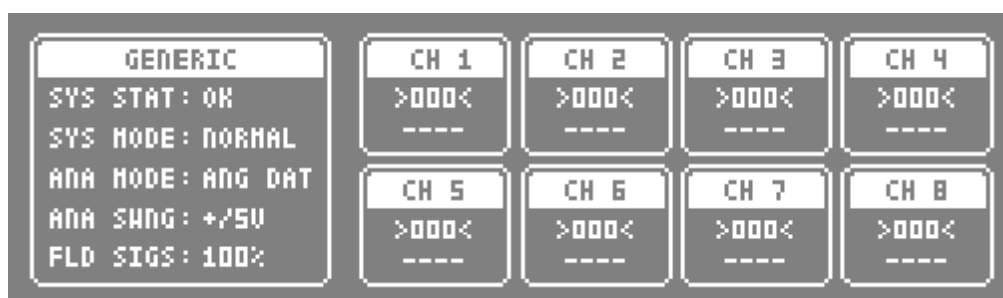 GENERIC
SYS STAT: OK
SYS MODE: NORMAL
ANA MODE: ANG DAT
ANA SWNG: +/5V
FLD SIGS: 100%
CH 1
>000<
----
CH 2
>000<
----
CH 3
>000<
----
CH 4
>000<
----
CH 5
>000<
----
CH 6
>000<
----
CH 7
>000<
----
CH 8
>000<
----